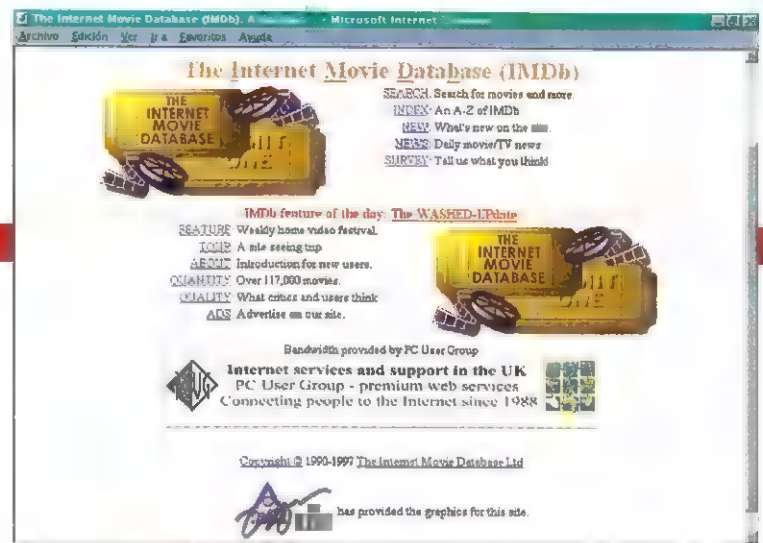 The Internet Movie Database (IMDb). A
Microsoft Internet
Archivo Edición Ver Ir a Favoritos Ayuda
The Internet Movie Database (IMDb)
THE
INTERNET
MOVIE
DATABASE
SEARCH: Search for movies and more.
INDEX: An A-Z of IMDb
NEW: What's new on the
NEWS: Daily movie/TV news
SURVEY: Tell us what you think!
IMDb feature of the day: The WASHED-UPdate
FEATURE: Weekly home video festival.
TOUR: A site seeing trip
ABOUT: Introduction for new users.
QUANTITY: Over 117,000 movies.
QUALITY: What critics and users think
ADS: Advertise on our site.
THE
INTERNET
MOVIE
DATABASE
Bandwidth provided by PC User Group
Internet services and support in the UK
PC User Group - premium web services
Connecting people to the Internet since 1988
Copyright © 1990-1997 The Internet Movie Database Ltd
has provided the graphics for this site.